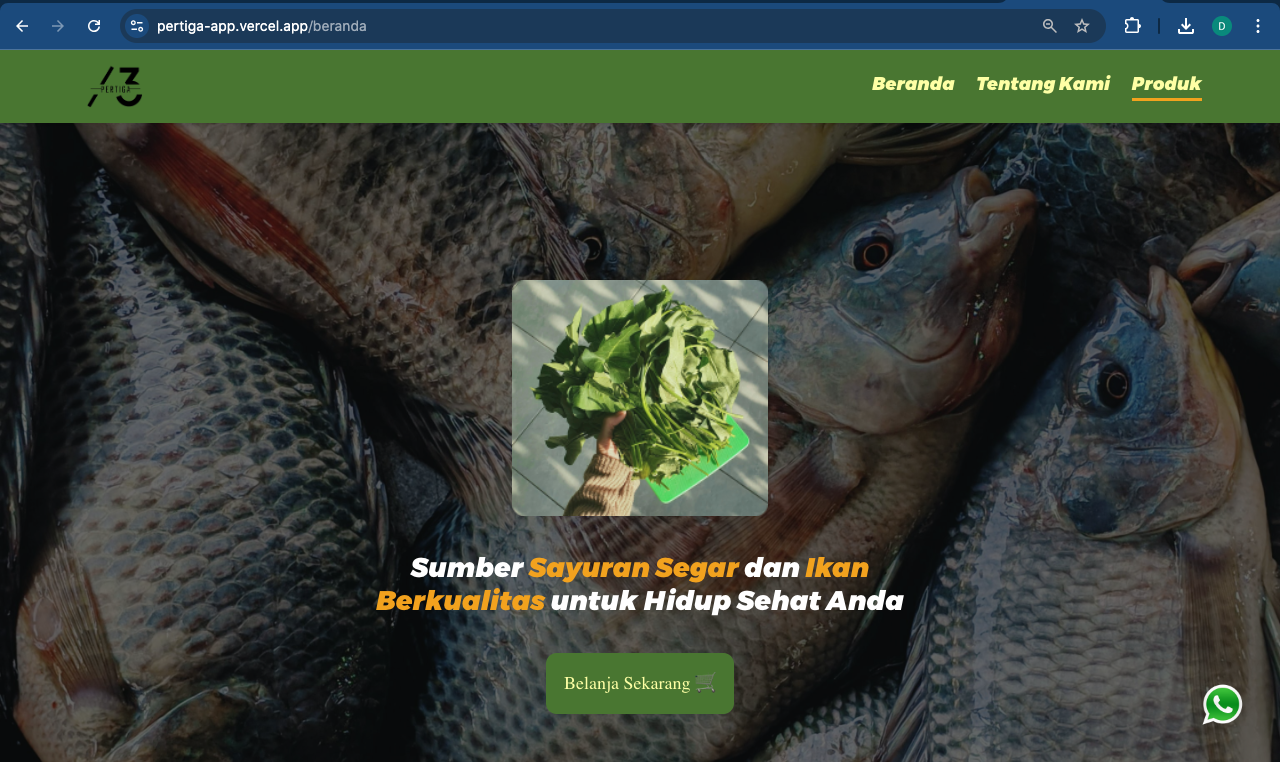 pertiga-app.vercel.app/beranda
D
PERTIGA
Beranda Tentang Kami Produk
Sumber Sayuran Segar dan Ikan
Berkualitas untuk Hidup Sehat Anda
Belanja Sekarang 🛒